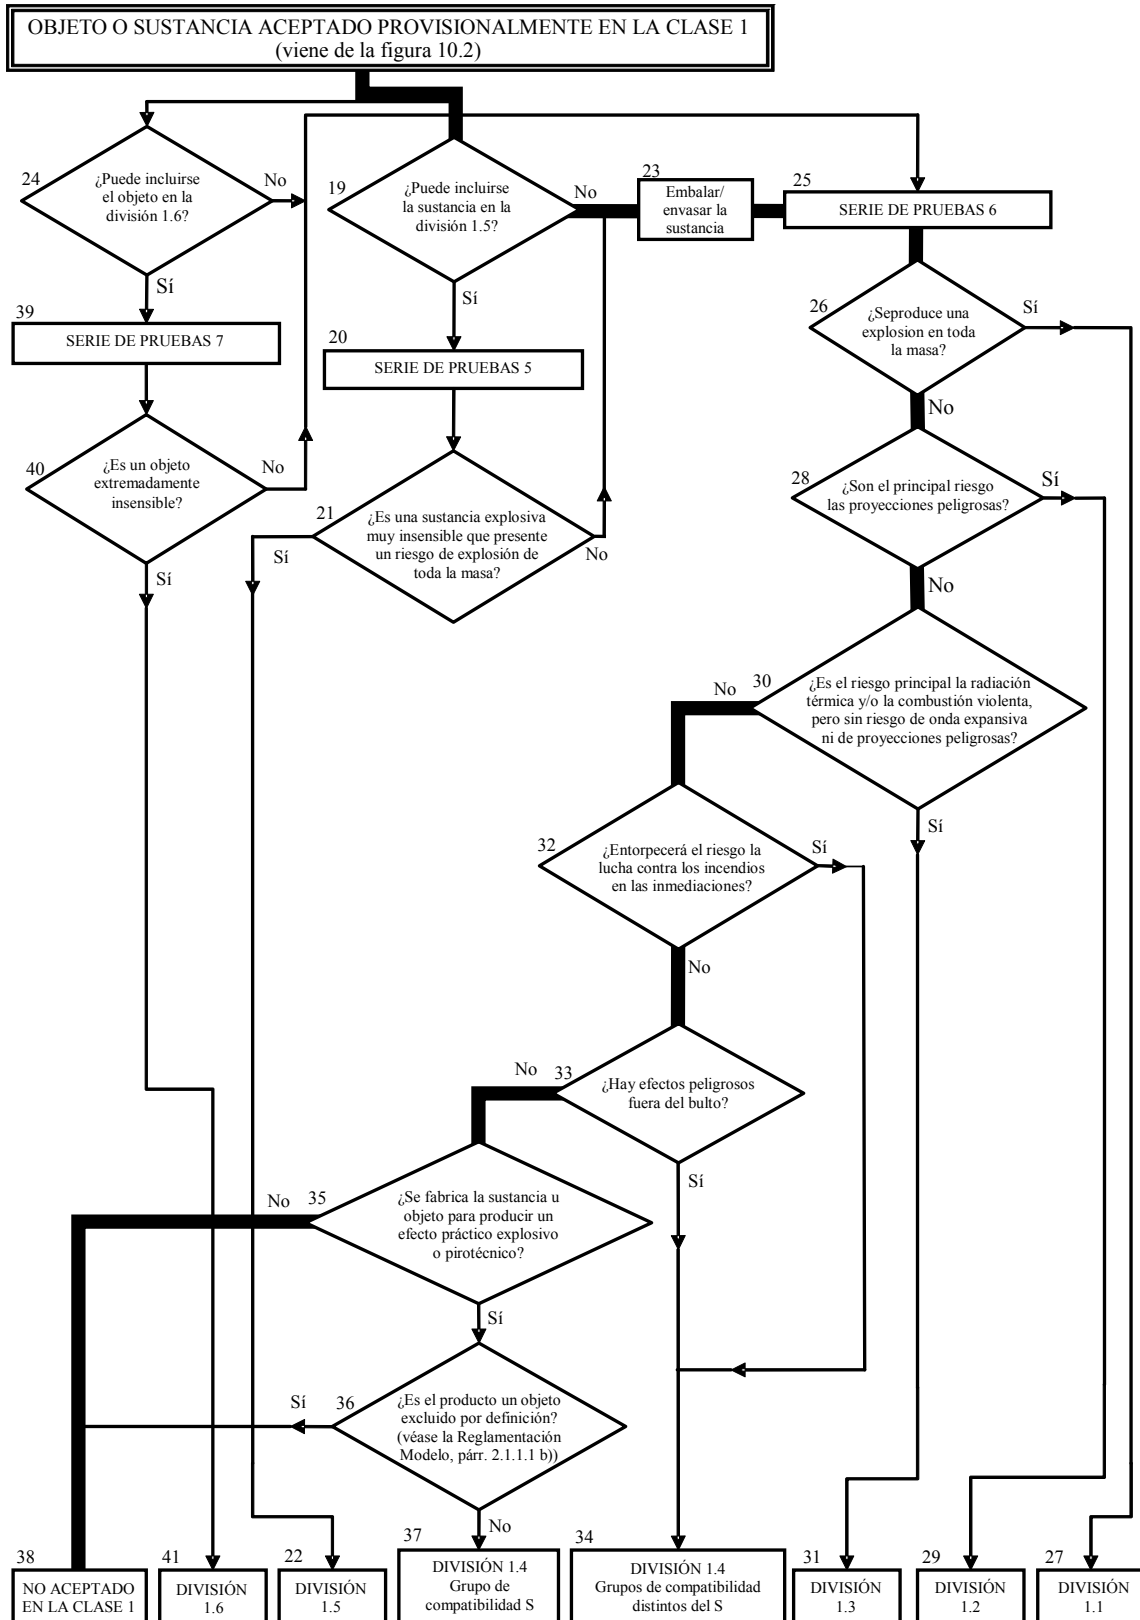 OBJETO O SUSTANCIA ACEPTADO PROVISIONALMENTE EN LA CLASE 1
(viene de la figura 10.2)
24
¿Puede incluirse
el objeto en la
división 1.6?
No
Sí
19
¿Puede incluirse
la sustancia en la
división 1.5?
No
Sí
23
Embalar/
envasar la
sustancia
25
SERIE DE PRUEBAS 6
26
¿Seproduce una
explosion en toda
la masa?
Sí
No
39
SERIE DE PRUEBAS 7
20
SERIE DE PRUEBAS 5
40
¿Es un objeto
extremadamente
insensible?
No
Sí
21
¿Es una sustancia explosiva
muy insensible que presente
un riesgo de explosión de
toda la masa?
Sí
No
28
¿Son el principal riesgo
las proyecciones peligrosas?
Sí
No
30
¿Es el riesgo principal la radiación
térmica y/o la combustión violenta,
pero sin riesgo de onda expansiva
ni de proyecciones peligrosas?
No
Sí
32
¿Entorpecerá el riesgo la
lucha contra los incendios
en las inmediaciones?
Sí
No
33
¿Hay efectos peligrosos
fuera del bulto?
No
Sí
35
¿Se fabrica la sustancia u
objeto para producir un
efecto práctico explosivo
o pirotécnico?
No
Sí
36
¿Es el producto un objeto
excluido por definición?
(véase la Reglamentación
Modelo, párr. 2.1.1.1 b))
Sí
No
38
NO ACEPTADO
EN LA CLASE 1
41
DIVISIÓN
1.6
22
DIVISIÓN
1.5
37
DIVISIÓN 1.4
Grupo de
compatibilidad S
34
DIVISIÓN 1.4
Grupos de compatibilidad
distintos del S
31
DIVISIÓN
1.3
29
DIVISIÓN
1.2
27
DIVISIÓN
1.1